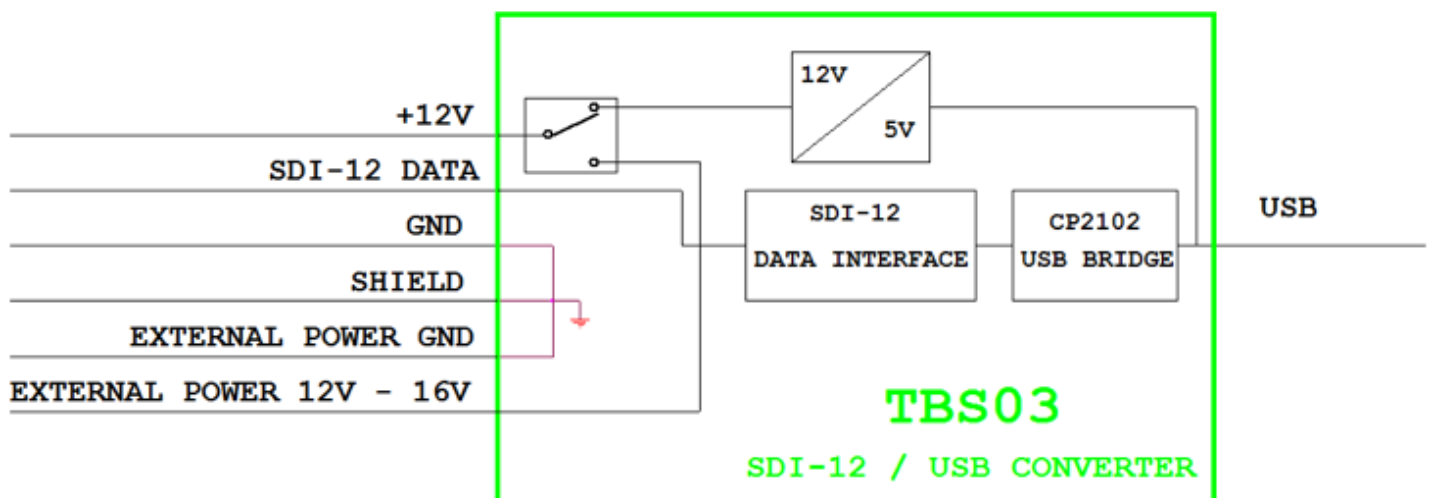 +12V
SDI-12 DATA
GND
SHIELD
EXTERNAL POWER GND
EXTERNAL POWER 12V - 16V
12V
5V
SDI-12
DATA INTERFACE
CP2102
USB BRIDGE
USB
TBS03
SDI-12 / USB CONVERTER